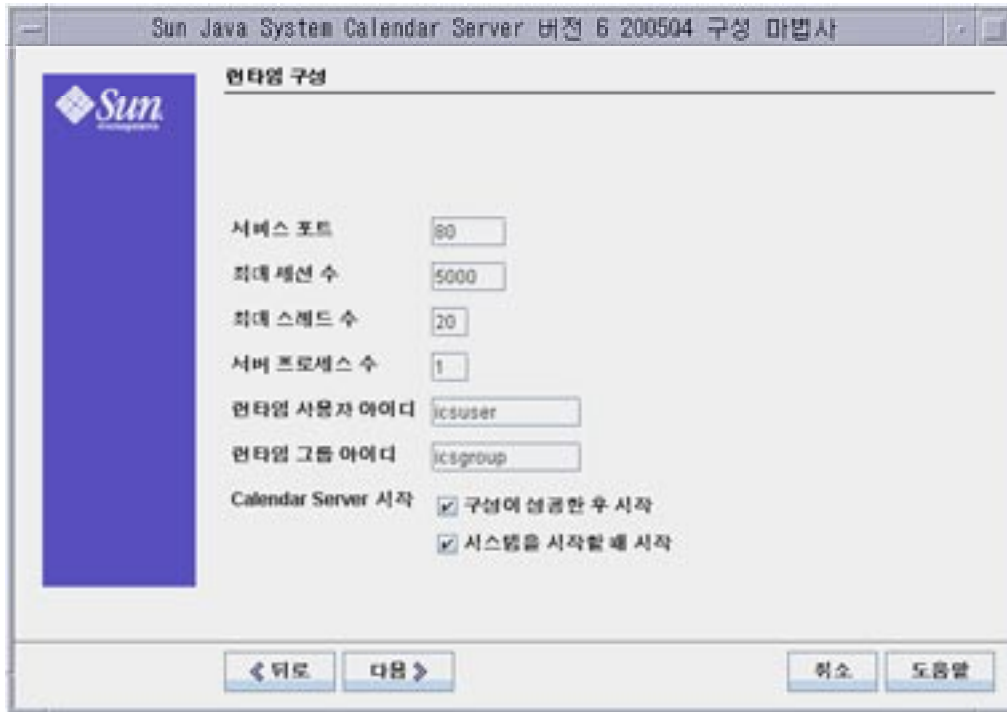 Sun Java System Calendar Server 버전 6 2005Q4 구성 마법사
Sun
microsystems
런타임 구성
서비스 포트 80
최대 세션 수 5000
최대 스레드 수 20
서버 프로세스 수 1
런타임 사용자 아이디 icsuser
런타임 그룹 아이디 icsgroup
Calendar Server 시작 구성에 성공한 후 시작
시스템을 시작할 때 시작
뒤로 다음 취소 도움말